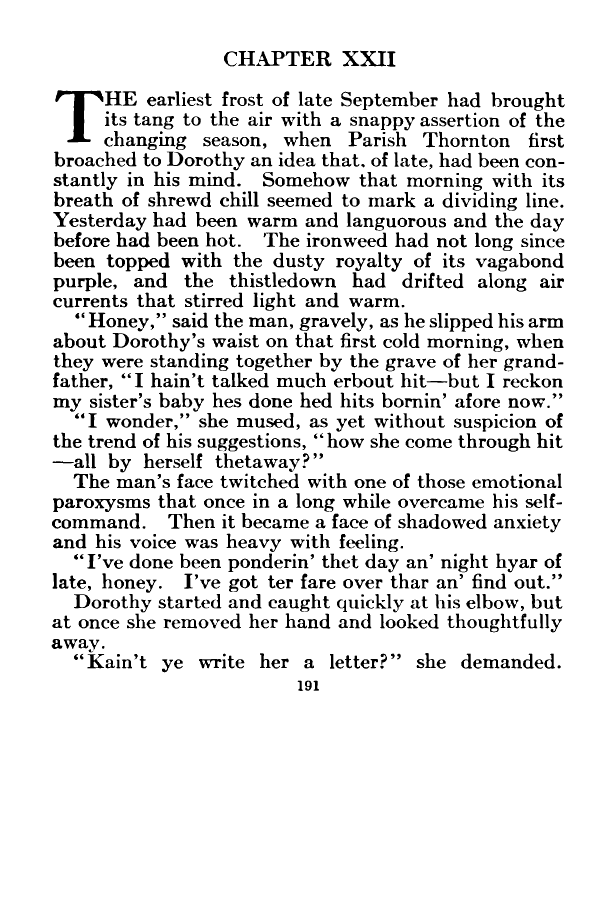 CHAPTER XXII
THE earliest frost of late September had brought
its tang to the air with a snappy assertion of the
changing season, when Parish Thornton first
broached to Dorothy an idea that. of late, had been con-
stantly in his mind. Somehow that morning with its
breath of shrewd chill seemed to mark a dividing line.
Yesterday had been warm and languorous and the day
before had been hot. The ironweed had not long since
been topped with the dusty royalty of its vagabond
purple, and the thistledown had drifted along air
currents that stirred light and warm.
"Honey," said the man, gravely, as he slipped his arm
about Dorothy's waist on that first cold morning, when
they were standing together by the grave of her grand-
father, "I hain't talked much erbout hit—but I reckon
my sister's baby hes done hed hits bornin' afore now."
"I wonder," she mused, as yet without suspicion of
the trend of his suggestions, "how she come through hit
—all by herself thetaway?"
The man's face twitched with one of those emotional
paroxysms that once in a long while overcame his self-
command. Then it became a face of shadowed anxiety
and his voice was heavy with feeling.
"I've done been ponderin' thet day an' night hyar of
late, honey. I've got ter fare over thar an' find out."
Dorothy started and caught quickly at his elbow, but
at once she removed her hand and looked thoughtfully
away.
"Kain't ye write her a letter?" she demanded.
191